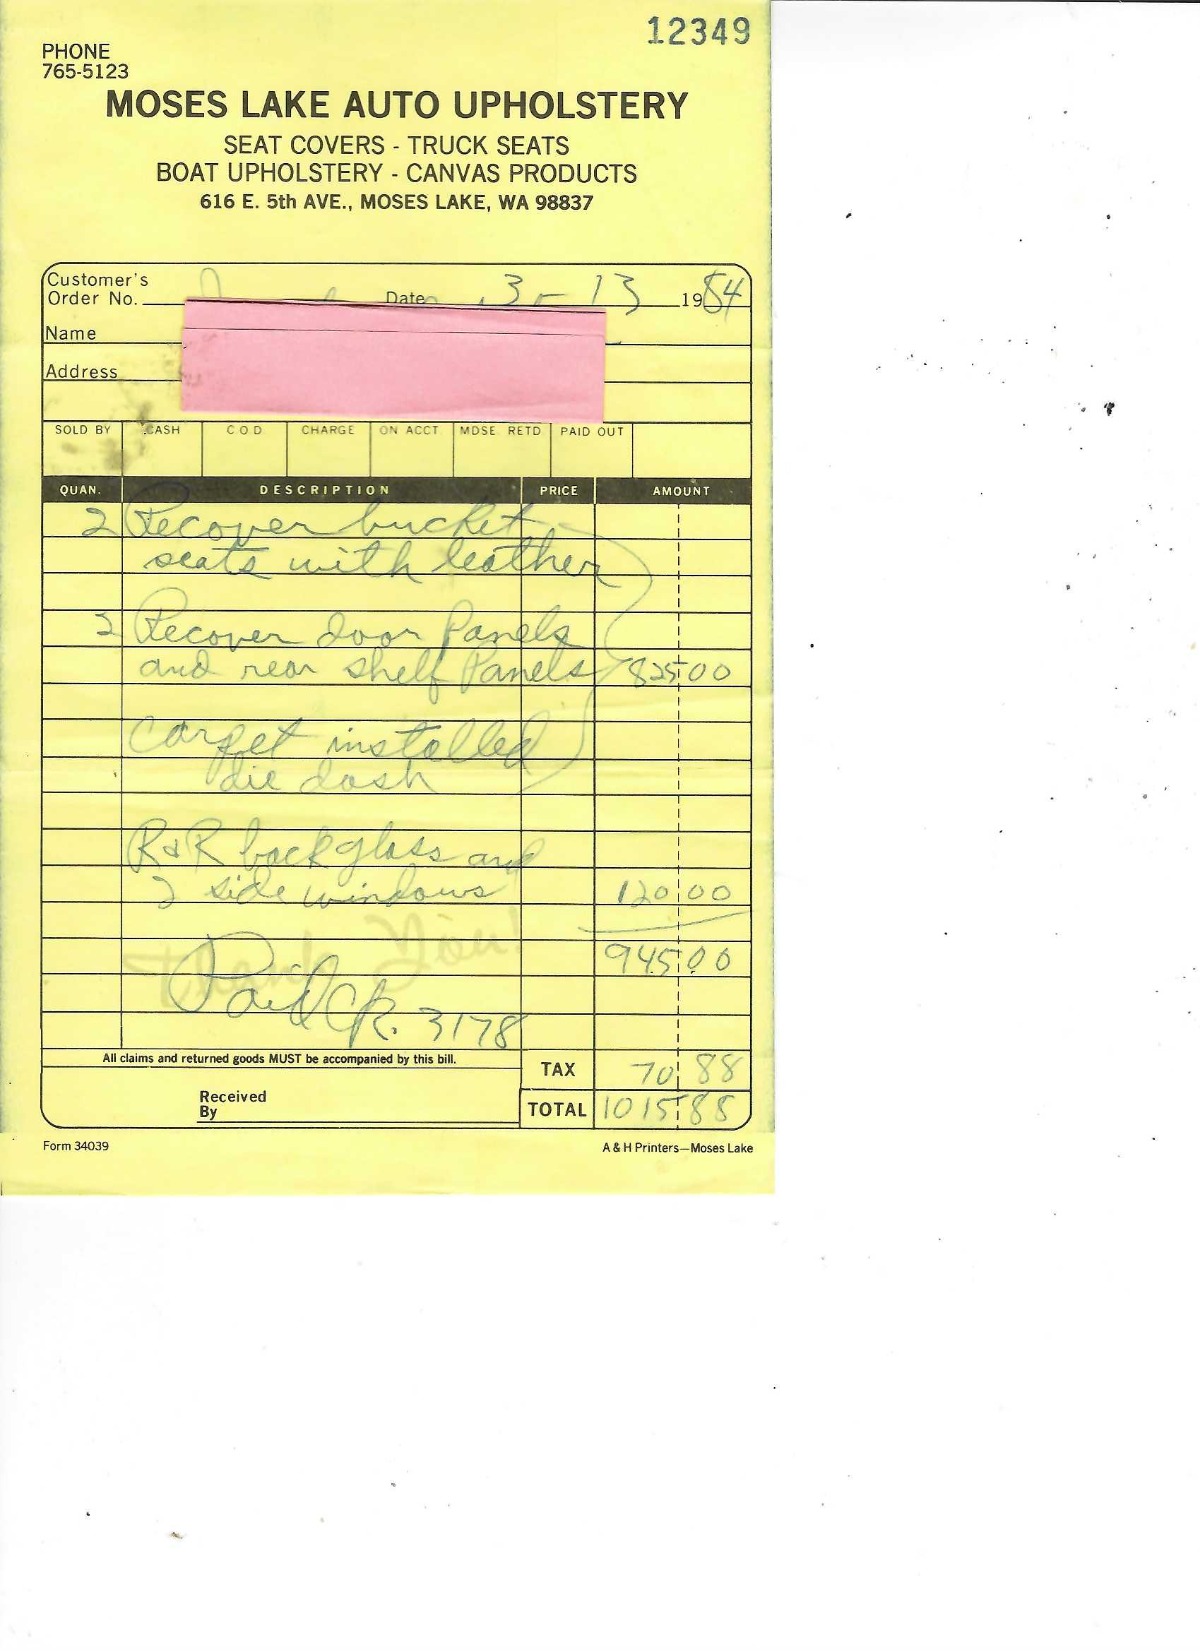 12349
PHONE
765-5123
MOSES LAKE AUTO UPHOLSTERY
SEAT COVERS - TRUCK SEATS
BOAT UPHOLSTERY - CANVAS PRODUCTS
616 E. 5th AVE., MOSES LAKE, WA 98837
Customer's
Order No. Date 3-13 1984
Name
Address
SOLD BY CASH C O D CHARGE ON ACCT MDSE. RETD PAID OUT
QUAN. DESCRIPTION PRICE AMOUNT
2 Recover bucket
seats with leather
2 Recover door Panels
and rear shelf Panels 825 00
Carpet installed
die dash
R&R back glass and
2 side windows 120 00
Thank You!
945.00
Paid CK. 3178
All claims and returned goods MUST be accompanied by this bill.
TAX 70 88
Received
By
TOTAL 1015 88
Form 34039 A & H Printers—Moses Lake